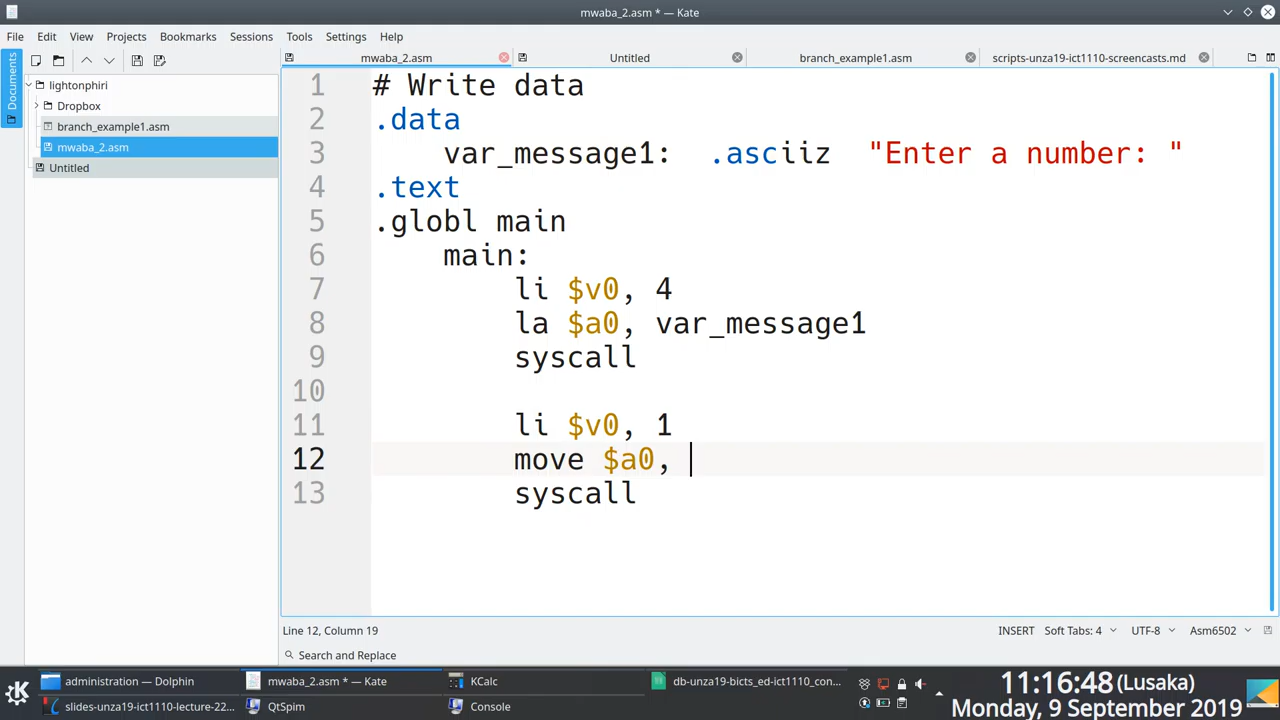 mwaba_2.asm * — Kate
File Edit View Projects Bookmarks Sessions Tools Settings Help
Documents
lightonphiri
Dropbox
branch_example1.asm
mwaba_2.asm
Untitled
mwaba_2.asm Untitled branch_example1.asm scripts-unza19-ict1110-screencasts.md
1 # Write data
2 .data
3 var_message1: .asciiz "Enter a number: "
4 .text
5 .globl main
6 main:
7 li $v0, 4
8 la $a0, var_message1
9 syscall
10
11 li $v0, 1
12 move $a0,
13 syscall
Line 12, Column 19 INSERT Soft Tabs: 4 UTF-8 Asm6502
Search and Replace
administration — Dolphin mwaba_2.asm * — Kate KCalc db-unza-bicts_ed-ict1110_con...
slides-unza19-ict1110-lecture-22... QtSpim Console
11:16:48 (Lusaka)
Monday, 9 September 2019